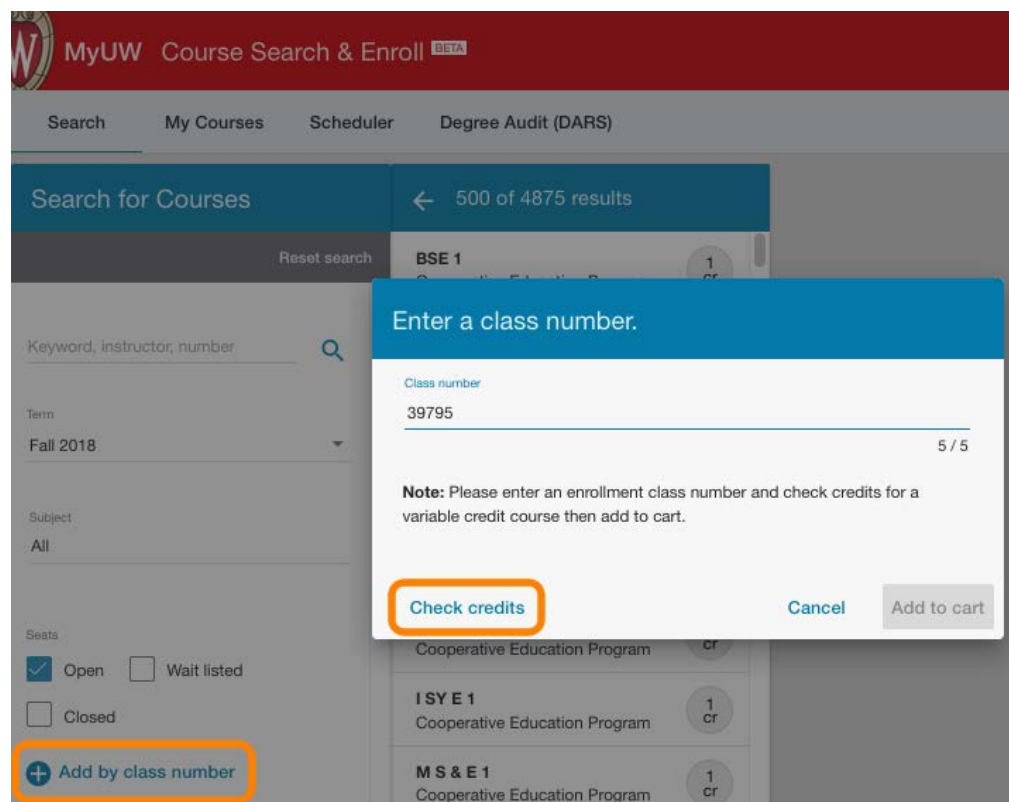 W MyUW Course Search & Enroll BETA
Search My Courses Scheduler Degree Audit (DARS)
Search for Courses
Reset search
Keyword, instructor, number
Term
Fall 2018
Subject
All
Seats
Open Wait listed
Closed
Add by class number
500 of 4875 results
BSE 1
1
cr
Enter a class number.
Class number
39795
5 / 5
Note: Please enter an enrollment class number and check credits for a
variable credit course then add to cart.
Check credits Cancel Add to cart
Cooperative Education Program
cr
I SY E 1
Cooperative Education Program
1
cr
M S & E 1
Cooperative Education Program
1
cr